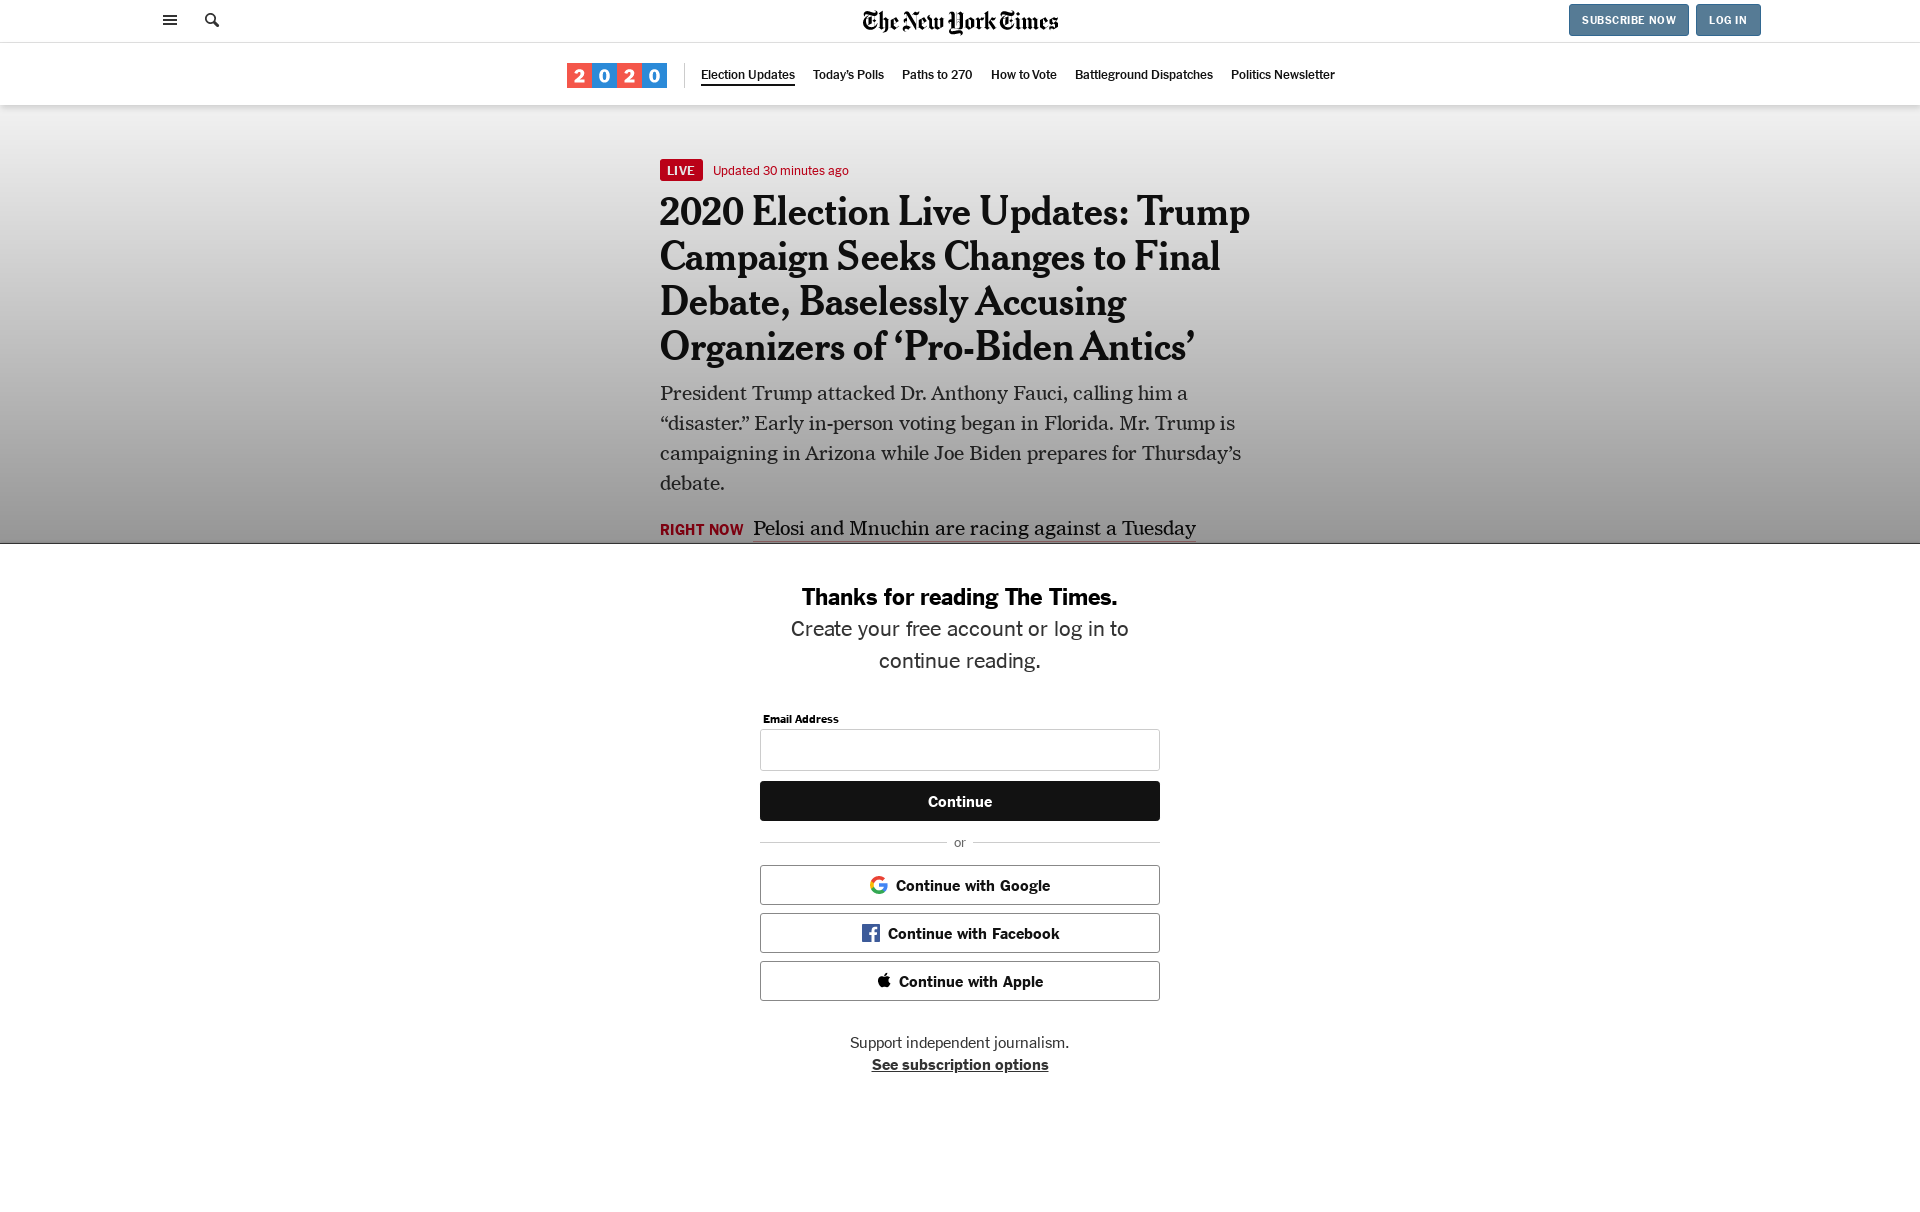 The New York Times
SUBSCRIBE NOW
LOG IN
2020
Election Updates
Today's Polls
Paths to 270
How to Vote
Battleground Dispatches
Politics Newsletter
LIVE
Updated 30 minutes ago
2020 Election Live Updates: Trump
Campaign Seeks Changes to Final
Debate, Baselessly Accusing
Organizers of ‘Pro-Biden Antics’
President Trump attacked Dr. Anthony Fauci, calling him a
“disaster.” Early in-person voting began in Florida. Mr. Trump is
campaigning in Arizona while Joe Biden prepares for Thursday’s
debate.
RIGHT NOW Pelosi and Mnuchin are racing against a Tuesday
Thanks for reading The Times.
Create your free account or log in to
continue reading.
Email Address
Continue
or
Continue with Google
Continue with Facebook
Continue with Apple
Support independent journalism.
See subscription options